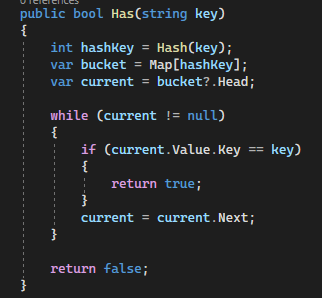 0 references
public bool Has(string key)
{
    int hashKey = Hash(key);
    var bucket = Map[hashKey];
    var current = bucket?.Head;

    while (current != null)
    {
        if (current.Value.Key == key)
        {
            return true;
        }
        current = current.Next;
    }

    return false;
}